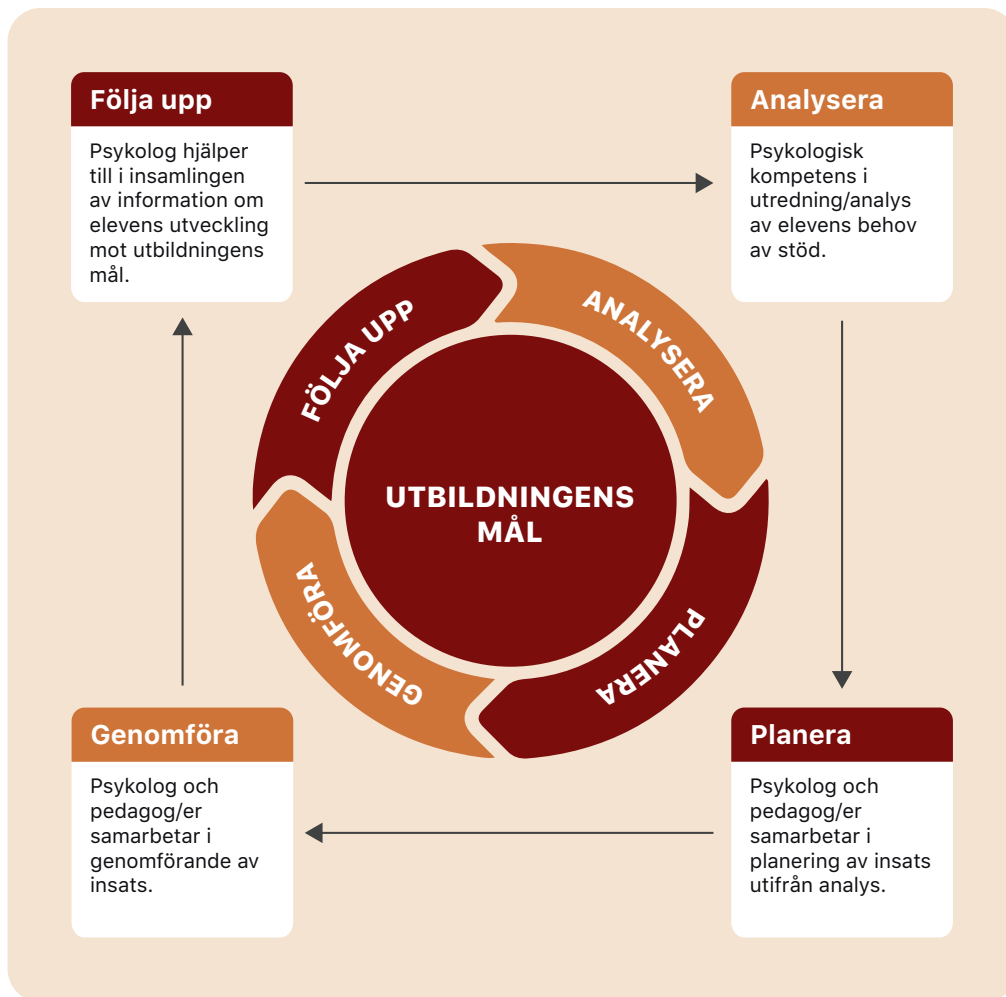 Följa upp
Psykolog hjälper
till i insamlingen
av information om
elevens utveckling
mot utbildningens
mål.
Analysera
Psykologisk
kompetens i
utredning/analys
av elevens behov
av stöd.
FÖLJA UPP
ANALYSERA
UTBILDNINGENS
MÅL
GENOMFÖRA
PLANERA
Genomföra
Psykolog och
pedagog/er
samarbetar i
genomförande av
insats.
Planera
Psykolog och
pedagog/er
samarbetar i
planering av insats
utifrån analys.